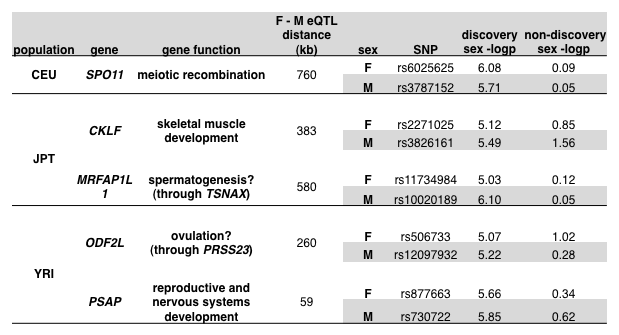 F - M eQTL
distance
(kb)
discovery non-discovery
population gene gene function sex SNP sex -logp sex -logp
CEU SPO11 meiotic recombination 760 F rs6025625 6.08 0.09
M rs3787152 5.71 0.05
JPT
CKLF skeletal muscle
development 383 F rs2271025 5.12 0.85
M rs3826161 5.49 1.56
MRFAP1L
1 spermatogenesis?
(through TSNAX) 580 F rs11734984 5.03 0.12
M rs10020189 6.10 0.05
YRI
ODF2L ovulation?
(through PRSS23) 260 F rs506733 5.07 1.02
M rs12097932 5.22 0.28
PSAP reproductive and
nervous systems
development 59 F rs877663 5.66 0.34
M rs730722 5.85 0.62